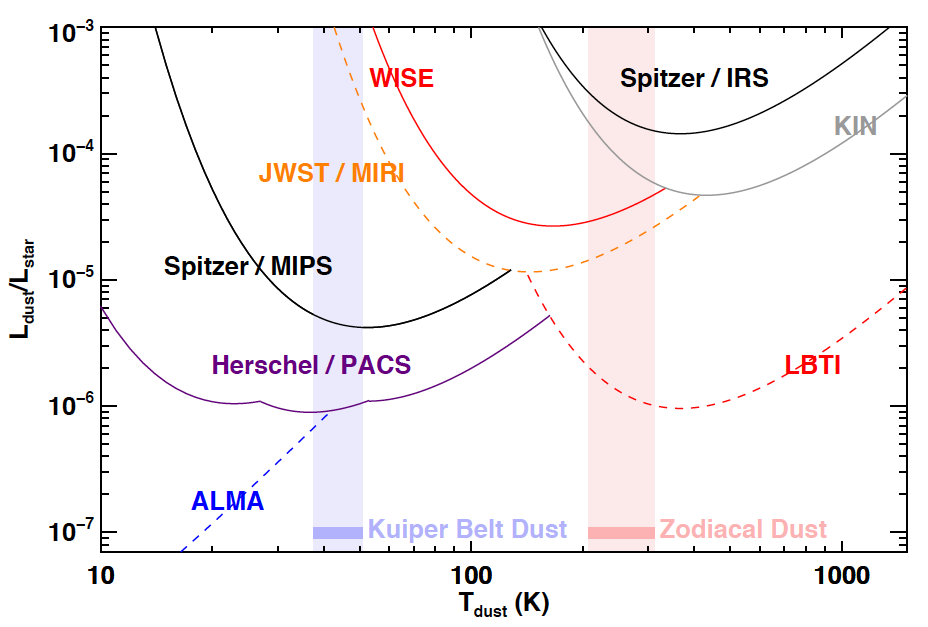 10⁻³
WISE
Spitzer / IRS
KIN
10⁻⁴
JWST / MIRI
Spitzer / MIPS
10⁻⁵
Herschel / PACS
LBTI
10⁻⁶
ALMA
Kuiper Belt Dust
Zodiacal Dust
10⁻⁷
L_dust/L_star
10 100 1000
T_dust (K)